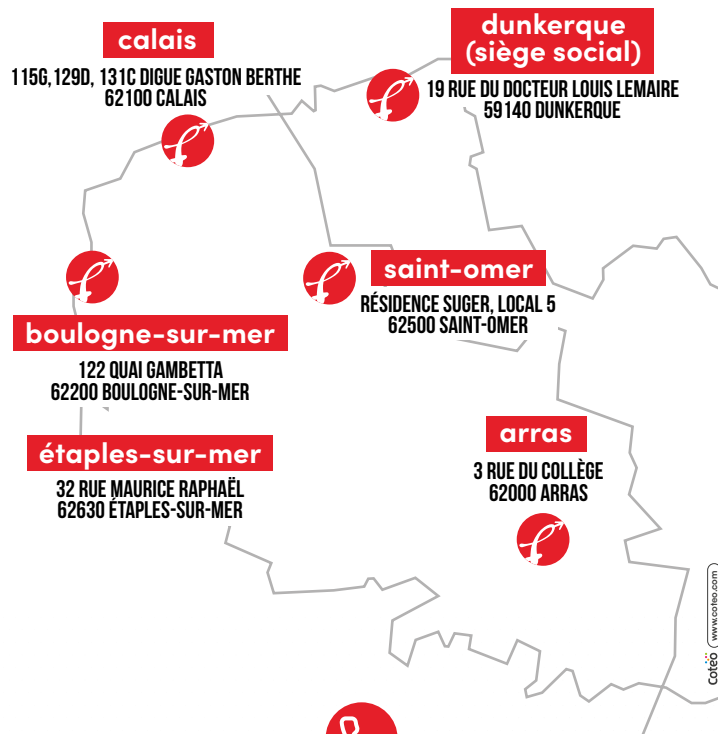 calais
115G,129D, 131C DIGUE GASTON BERTHE
62100 CALAIS
dunkerque
(siège social)
19 RUE DU DOCTEUR LOUIS LEMAIRE
59140 DUNKERQUE
saint-omer
RÉSIDENCE SUGER, LOCAL 5
62500 SAINT-OMER
boulogne-sur-mer
122 QUAI GAMBETTA
62200 BOULOGNE-SUR-MER
étaples-sur-mer
32 RUE MAURICE RAPHAËL
62630 ÉTAPLES-SUR-MER
arras
3 RUE DU COLLÈGE
62000 ARRAS
Coteo www.coteo.com